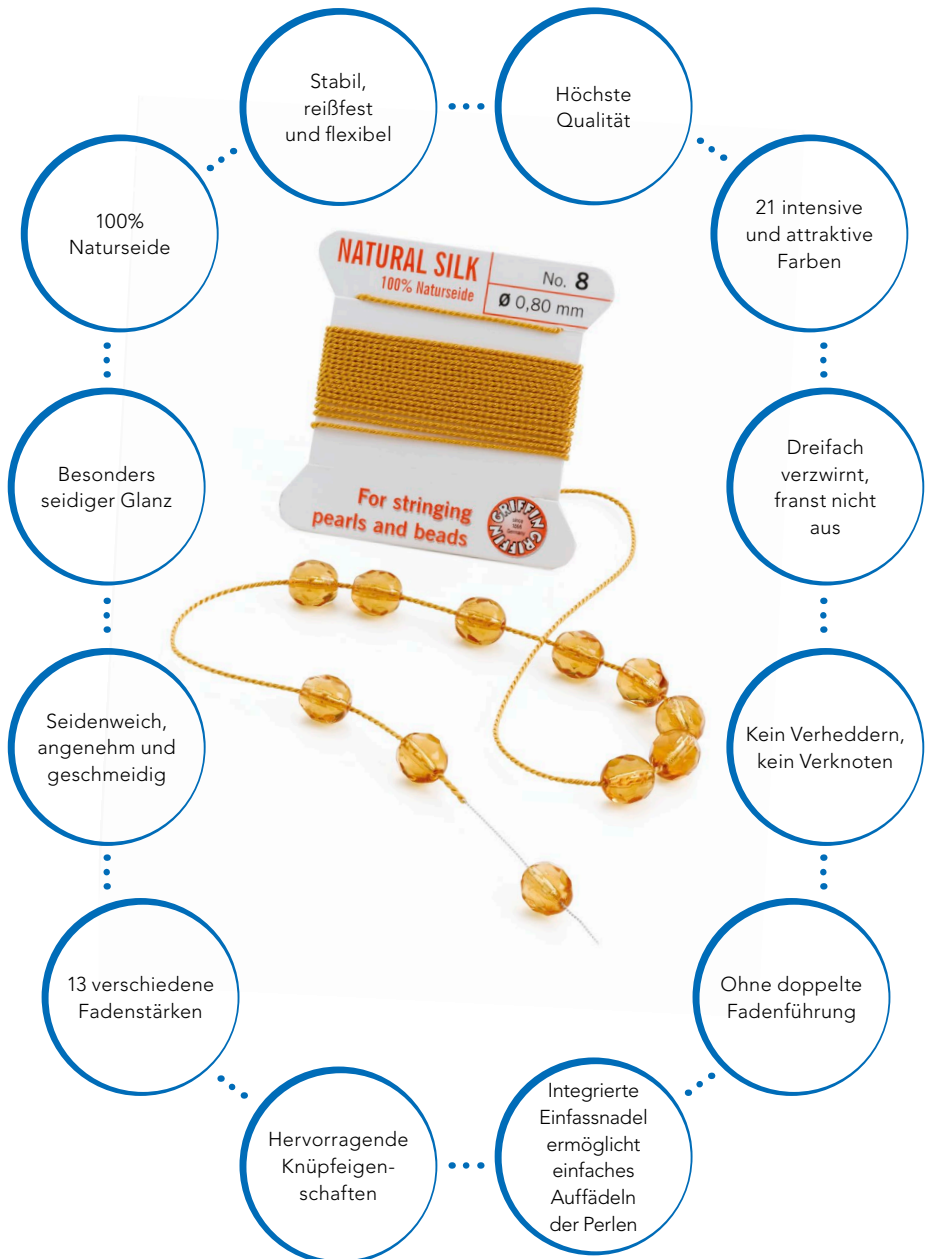 Stabil,
reißfest
und flexibel
Höchste
Qualität
100%
Naturseide
21 intensive
und attraktive
Farben
NATURAL SILK
100% Naturseide
No. 8
Ø 0,80 mm
Besonders
seidiger Glanz
Dreifach
verzwirnt,
franst nicht
aus
For stringing
pearls and beads
GRIFFIN GRIFFIN
Seidenweich,
angenehm und
geschmeidig
Kein Verheddern,
kein Verknoten
13 verschiedene
Fadenstärken
Ohne doppelte
Fadenführung
Hervorragende
Knüpfeigen-
schaften
Integrierte
Einfassnadel
ermöglicht
einfaches
Auffädeln
der Perlen